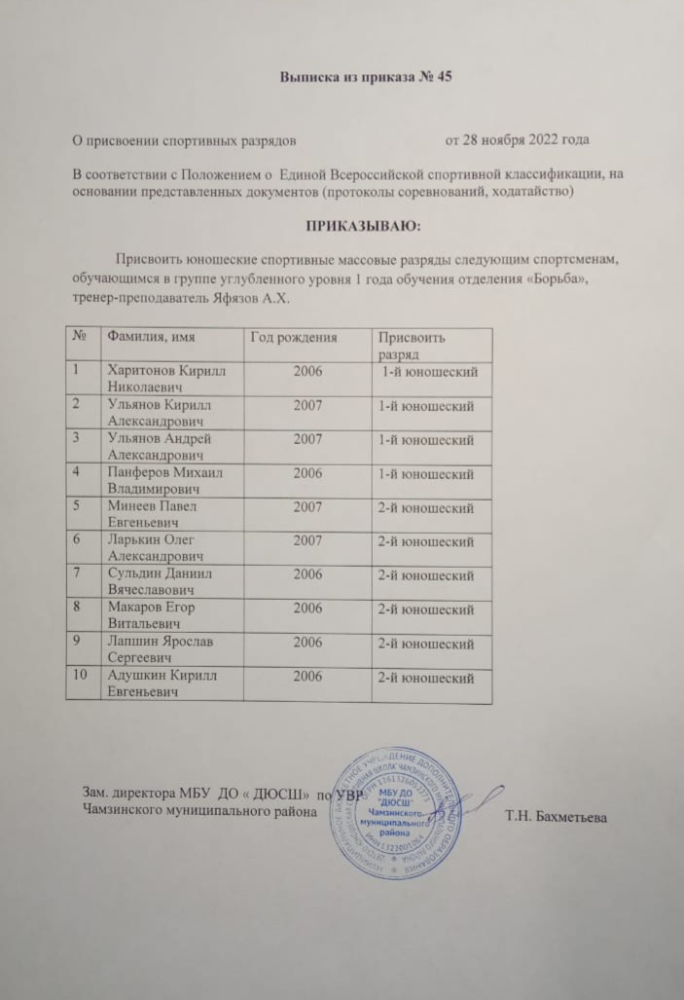 Выписка из приказа № 45
О присвоении спортивных разрядов от 28 ноября 2022 года
В соответствии с Положением о Единой Всероссийской спортивной классификации, на
основании представленных документов (протоколы соревнований, ходатайство)
ПРИКАЗЫВАЮ:
Присвоить юношеские спортивные массовые разряды следующим спортсменам,
обучающимся в группе углубленного уровня 1 года обучения отделения «Борьба»,
тренер-преподаватель Яфязов А.Х.
№ Фамилия, имя Год рождения Присвоить
разряд
1 Харитонов Кирилл 2006 1-й юношеский
Николаевич
2 Ульянов Кирилл 2007 1-й юношеский
Александрович
3 Ульянов Андрей 2007 1-й юношеский
Александрович
4 Панферов Михаил 2006 1-й юношеский
Владимирович
5 Минеев Павел 2007 2-й юношеский
Евгеньевич
6 Ларькин Олег 2007 2-й юношеский
Александрович
7 Сульдин Даниил 2006 2-й юношеский
Вячеславович
8 Макаров Егор 2006 2-й юношеский
Витальевич
9 Лапшин Ярослав 2006 2-й юношеский
Сергеевич
10 Адушкин Кирилл 2006 2-й юношеский
Евгеньевич
Зам. директора МБУ ДО « ДЮСШ» по УВР
Чамзинского муниципального района Т.Н. Бахметьева
МБУ ДО
"ДЮСШ"
Чамзинского
муниципального
района